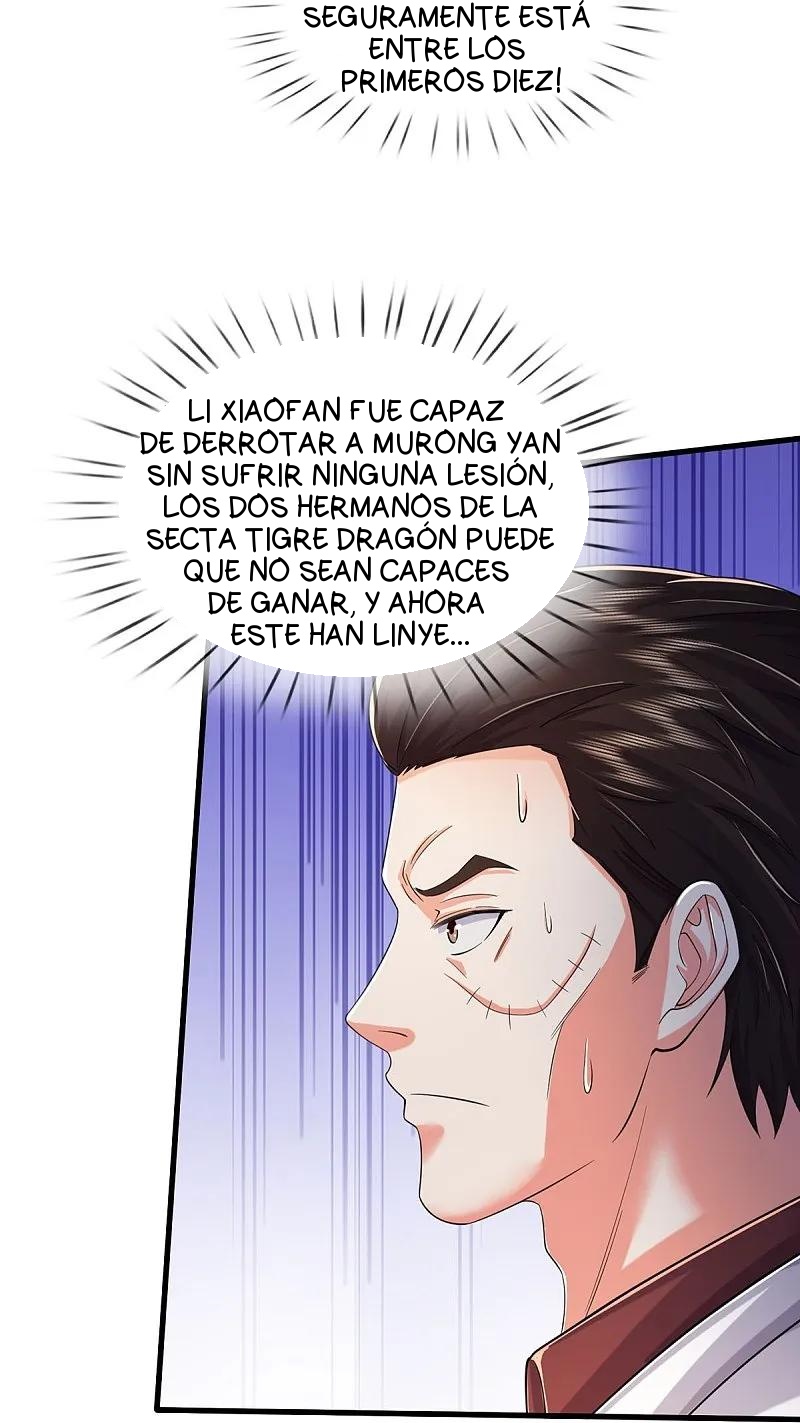 SEGURAMENTE ESTÁ
ENTRE LOS
PRIMEROS DIEZ!
LI XIAOFAN FUE CAPAZ
DE DERROTAR A MURONG YAN
SIN SUFRIR NINGUNA LESIÓN,
LOS DOS HERMANOS DE LA
SECTA TIGRE DRAGÓN PUEDE
QUE NO SEAN CAPACES
DE GANAR, Y AHORA
ESTE HAN LINYE...